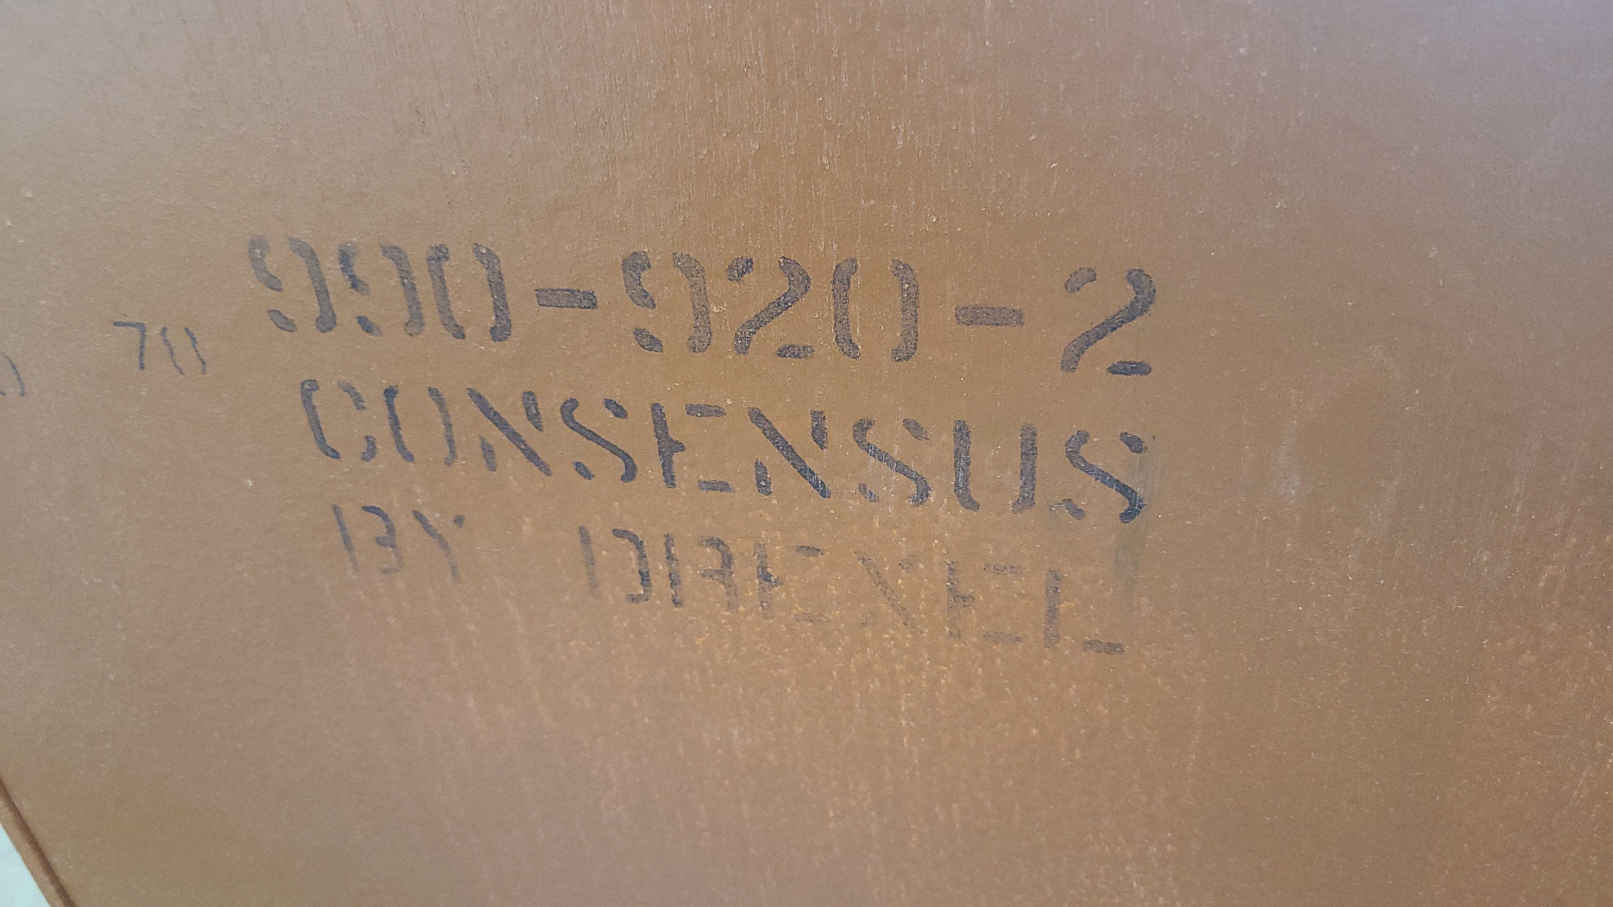 990-920-2
70
CONSENSUS
BY DREXEL